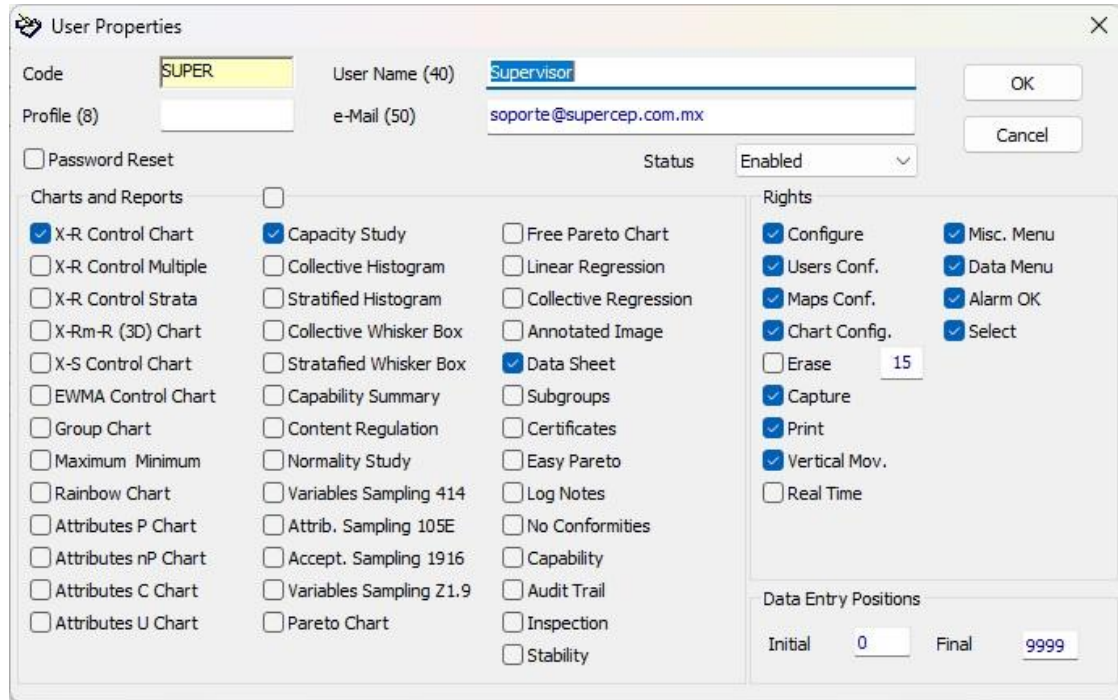 User Properties
Code SUPER User Name (40) Supervisor OK
Profile (8) e-Mail (50) soporte@supercep.com.mx Cancel
Password Reset Status Enabled
Charts and Reports Rights
X-R Control Chart Capacity Study Free Pareto Chart Configure Misc. Menu
X-R Control Multiple Collective Histogram Linear Regression Users Conf. Data Menu
X-R Control Strata Stratified Histogram Collective Regression Maps Conf. Alarm OK
X-Rm-R (3D) Chart Collective Whisker Box Annotated Image Chart Config. Select
X-S Control Chart Stratafied Whisker Box Data Sheet Erase 15
EWMA Control Chart Capability Summary Subgroups Capture
Group Chart Content Regulation Certificates Print
Maximum Minimum Normality Study Easy Pareto Vertical Mov.
Rainbow Chart Variables Sampling 414 Log Notes Real Time
Attributes P Chart Attrib. Sampling 105E No Conformities
Attributes nP Chart Accept. Sampling 1916 Capability
Attributes C Chart Variables Sampling Z1.9 Audit Trail Data Entry Positions
Attributes U Chart Pareto Chart Inspection
Stability Initial 0 Final 9999